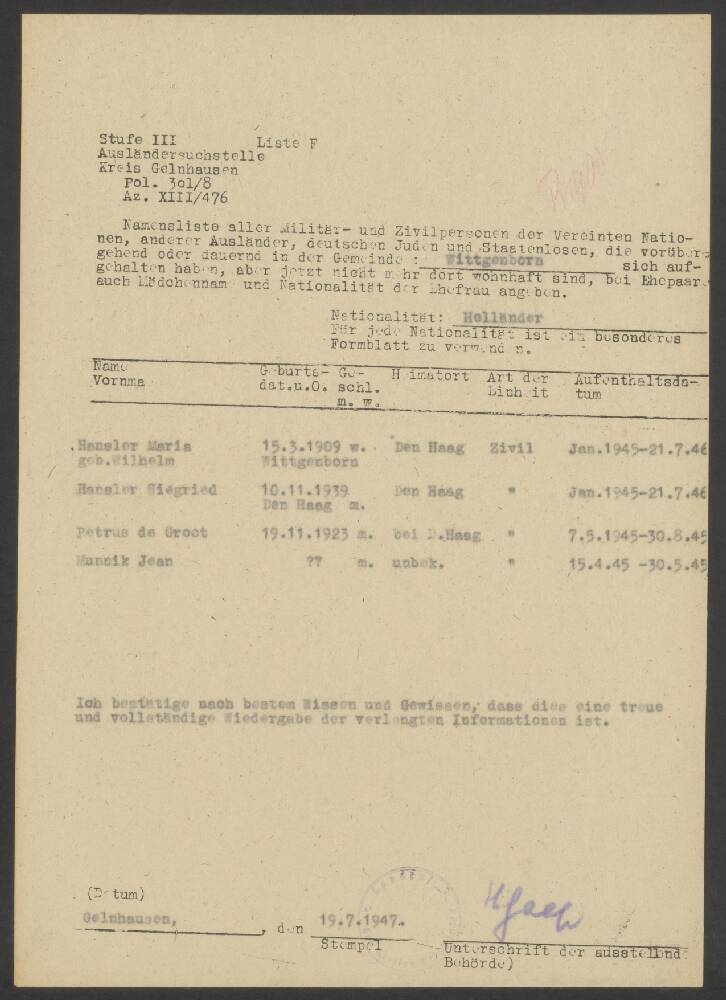 Stufe III Liste F
Ausländersuchstelle
Kreis Gelnhausen
Pol. 3o1/8
Az. XIII/476
Namensliste aller Militär- und Zivilpersonen der Vereinten Natio-
nen, anderer Ausländer, deutschen Juden und Staatenlosen, die vorüber-
gehend oder dauernd in der Gemeinde : Wittgenborn sich auf-
gehalten haben, aber jetzt nicht mehr dort wohnhaft sind, bei Ehepaar.
auch Mädchenname und Nationalität der Ehefrau angeben.
Nationalität: Holländer
Für jede Nationalität ist ein besonderes
Formblatt zu verwenden.
Name Geburts- Ge- Heimatort Art der Aufenthaltsda-
Vornme dat.u.O. schl. Einheit tum
m. w.
Hansler Maria 15.3.1909 w. Den Haag Zivil Jan.1945-21.7.46
geb.Wilhelm Wittgenborn
Hansler Siegried 10.11.1939 Den Haag " Jan.1945-21.7.46
Den Haag m.
Petrus de Groot 19.11.1923 m. bei D.Haag " 7.5.1945-30.8.45
Munnik Jean ?? m. unbek. " 15.4.45 -30.5.45
Ich bestätige nach bestem Wissen und Gewissen, dass dies eine treue
und vollständige Wiedergabe der verlangten Informationen ist.
(Datum)
Gelnhausen, den 19.7.1947.
Stempel Unterschrift der ausstellend.
Behörde)